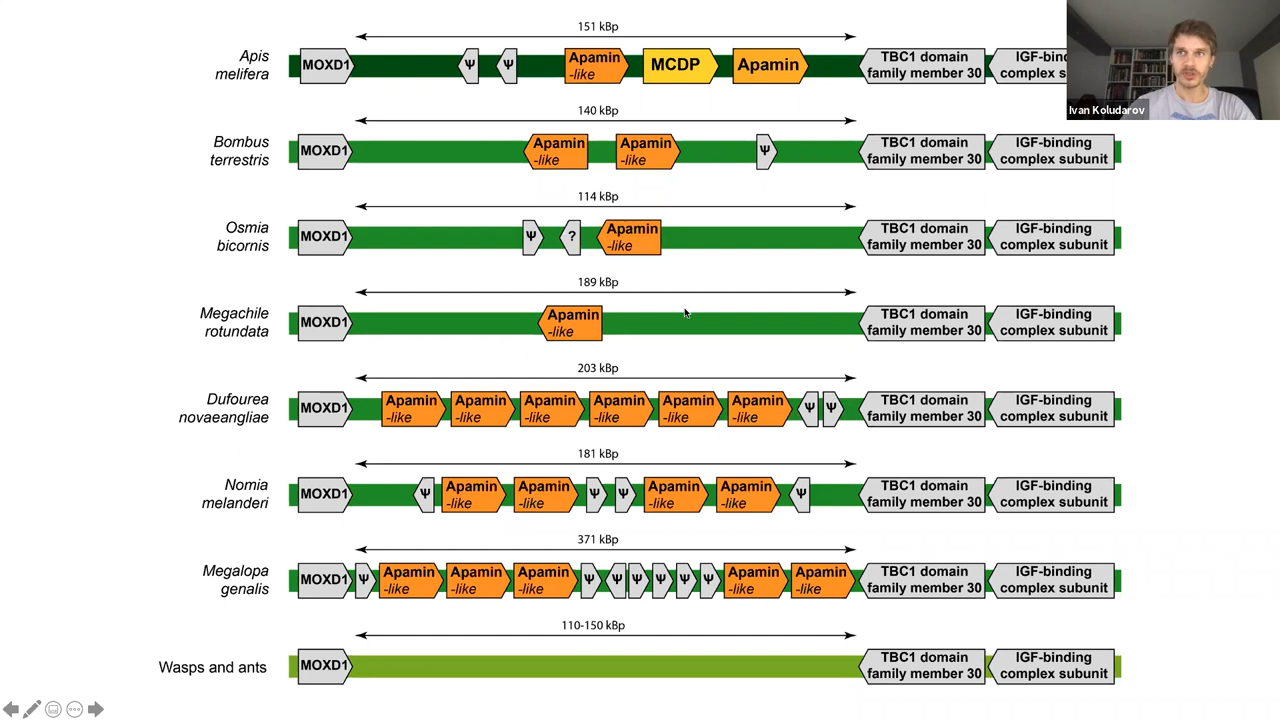 151 kBp
Apis
melifera
MOXD1
Ψ
Ψ
Apamin
-like
MCDP
Apamin
TBC1 domain
family member 30
IGF-bind
complex s
Ivan Koludarov
140 kBp
Bombus
terrestris
MOXD1
Apamin
-like
Apamin
-like
Ψ
TBC1 domain
family member 30
IGF-binding
complex subunit
114 kBp
Osmia
bicornis
MOXD1
Ψ
?
Apamin
-like
TBC1 domain
family member 30
IGF-binding
complex subunit
189 kBp
Megachile
rotundata
MOXD1
Apamin
-like
TBC1 domain
family member 30
IGF-binding
complex subunit
203 kBp
Dufourea
novaeangliae
MOXD1
Apamin
-like
Apamin
-like
Apamin
-like
Apamin
-like
Apamin
-like
Apamin
-like
Ψ
Ψ
TBC1 domain
family member 30
IGF-binding
complex subunit
181 kBp
Nomia
melanderi
MOXD1
Ψ
Apamin
-like
Apamin
-like
Ψ
Ψ
Apamin
-like
Apamin
-like
Ψ
TBC1 domain
family member 30
IGF-binding
complex subunit
371 kBp
Megalopa
genalis
MOXD1
Ψ
Apamin
-like
Apamin
-like
Apamin
-like
Ψ
Ψ
Ψ
Ψ
Ψ
Ψ
Apamin
-like
Apamin
-like
TBC1 domain
family member 30
IGF-binding
complex subunit
110-150 kBp
Wasps and ants
MOXD1
TBC1 domain
family member 30
IGF-binding
complex subunit